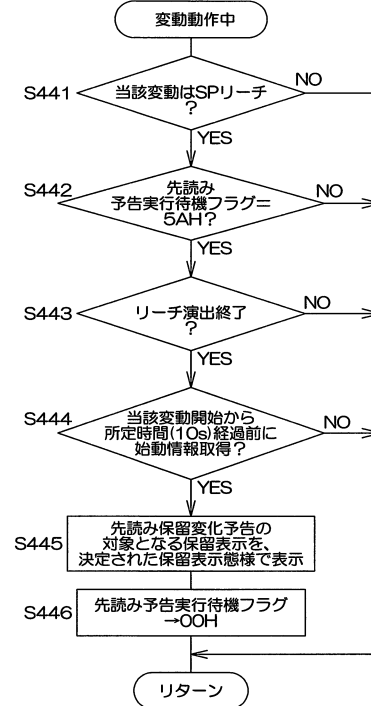 変動動作中
S441
当該変動はSPリーチ
?
NO
YES
S442
先読み
予告実行待機フラグ=
5AH?
NO
YES
S443
リーチ演出終了
?
NO
YES
S444
当該変動開始から
所定時間(10s)経過前に
始動情報取得?
NO
YES
S445
先読み保留変化予告の
対象となる保留表示を、
決定された保留表示態様で表示
S446
先読み予告実行待機フラグ
→00H
リターン